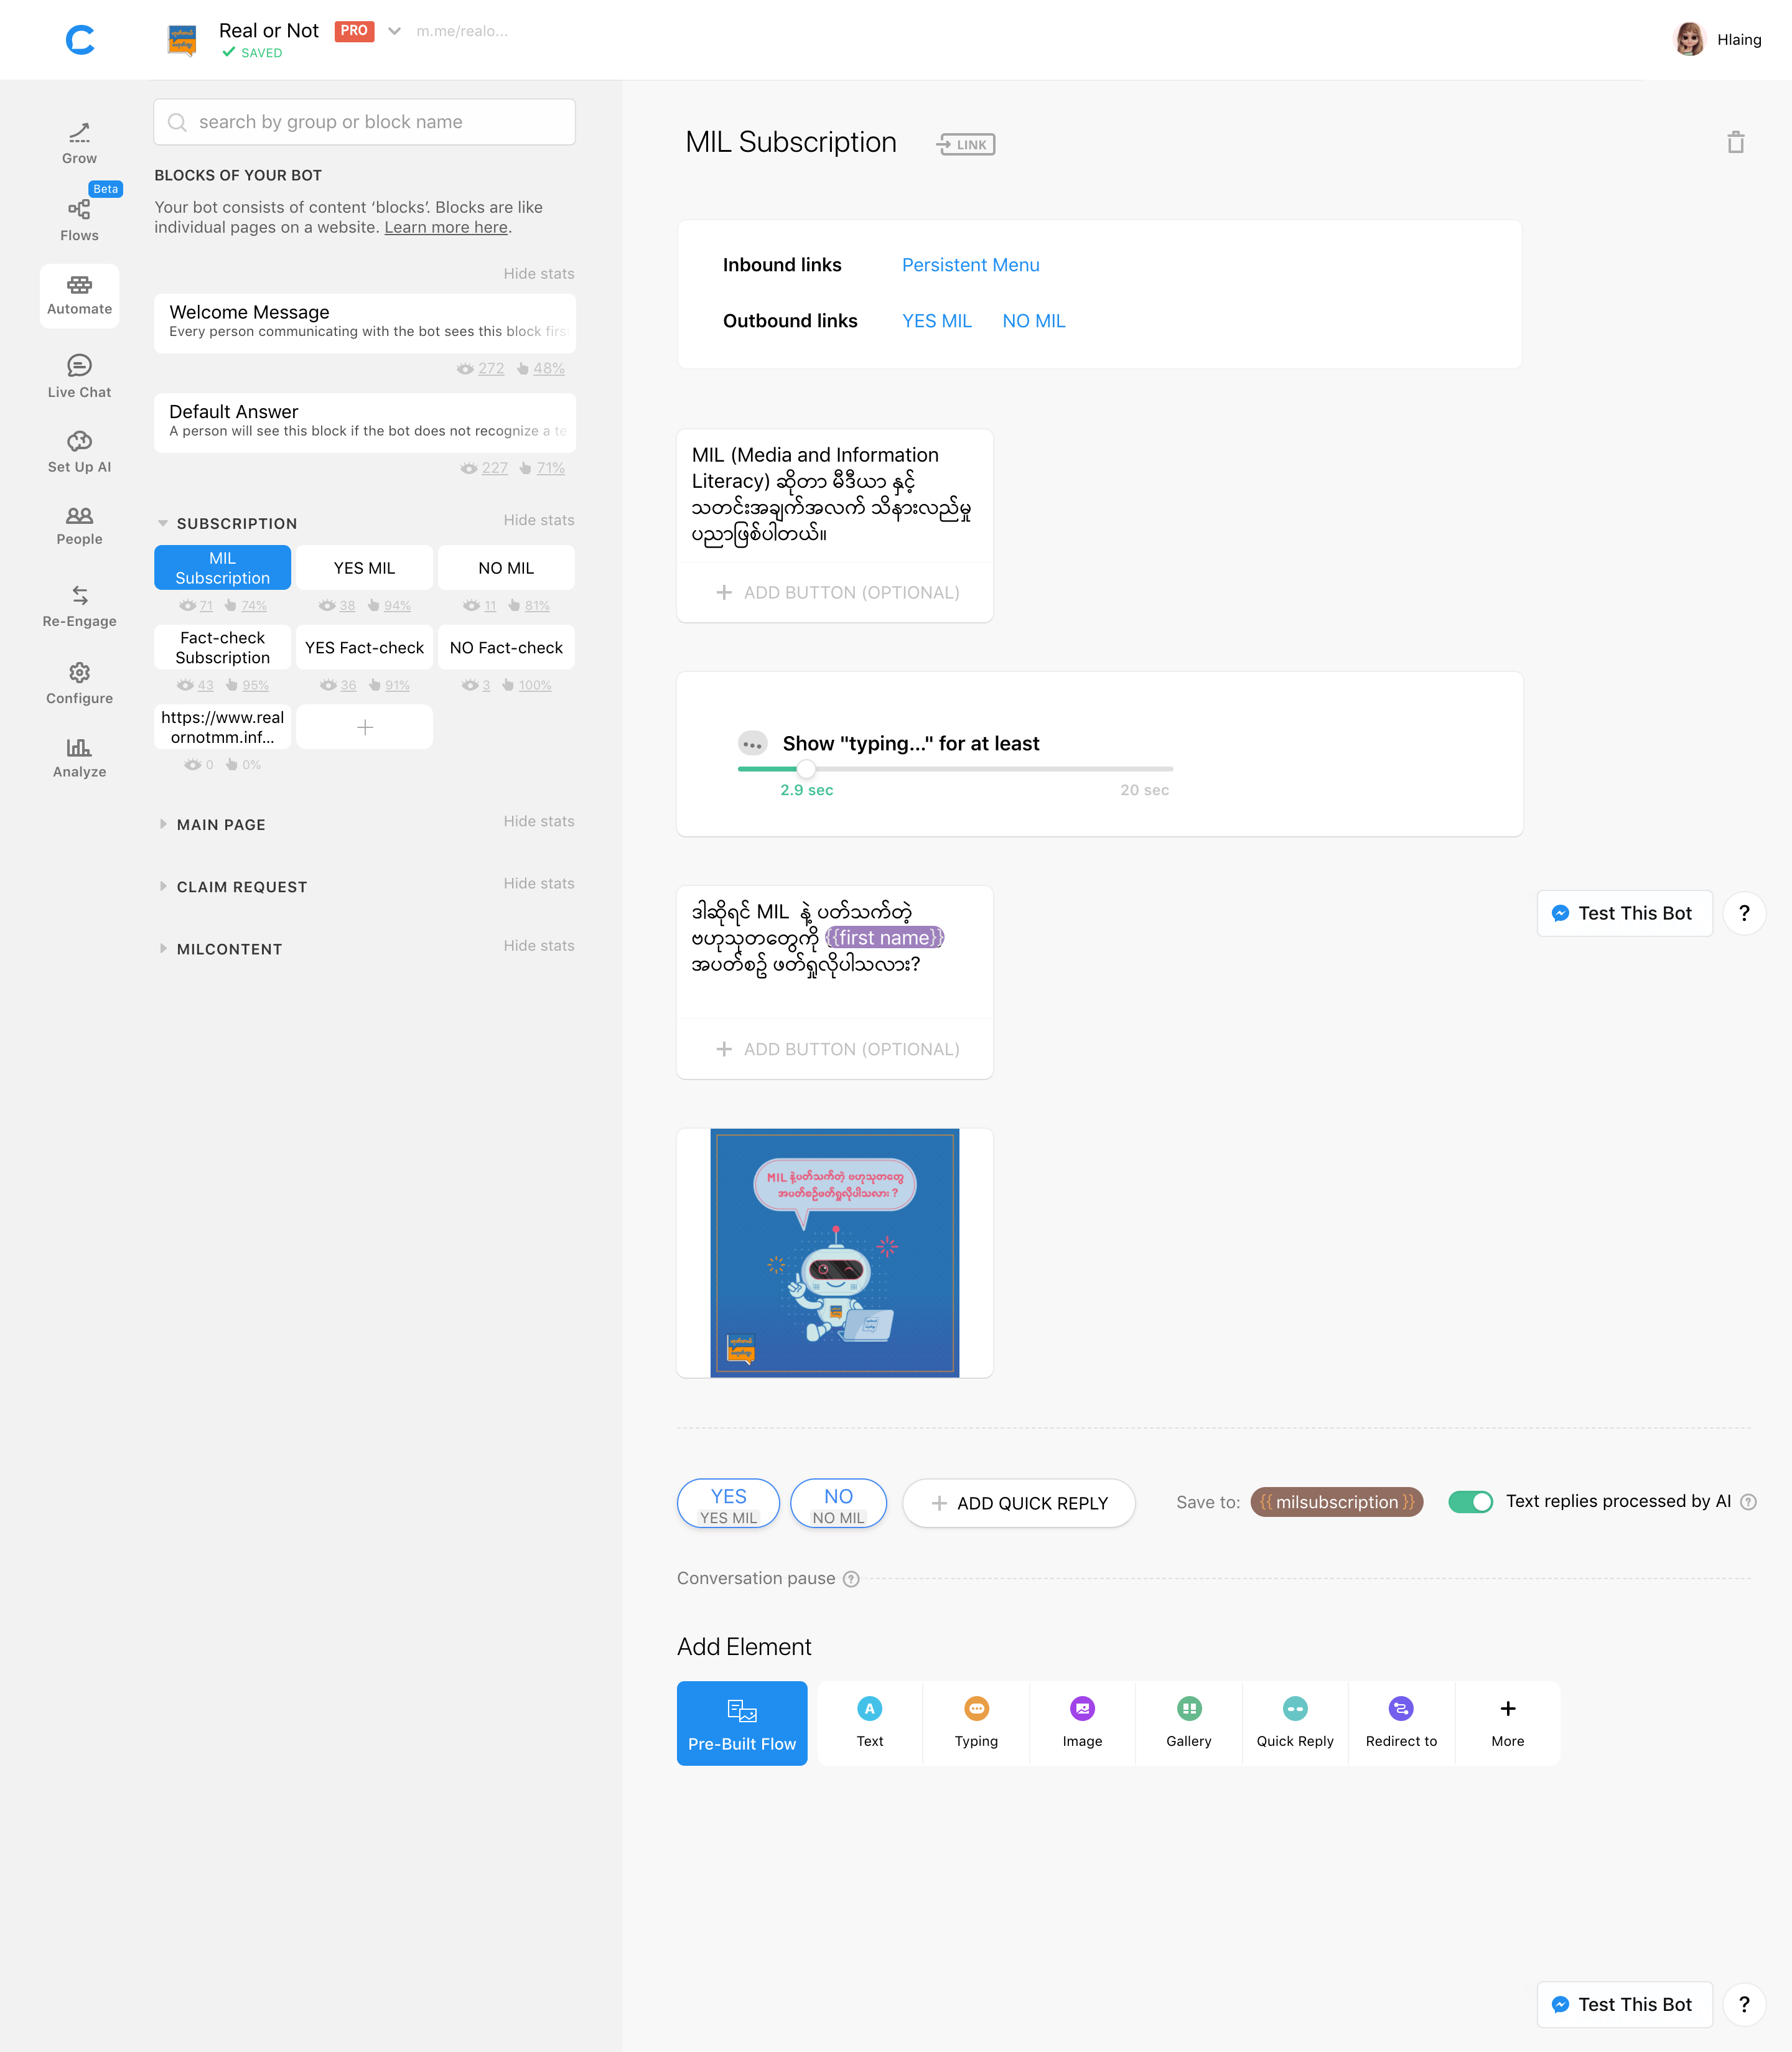 Real or Not PRO m.me/realo...
SAVED
Hlaing
Grow
Beta
Flows
Automate
Live Chat
Set Up AI
People
Re-Engage
Configure
Analyze
search by group or block name
BLOCKS OF YOUR BOT
Your bot consists of content ‘blocks’. Blocks are like
individual pages on a website. Learn more here.
Hide stats
Welcome Message
Every person communicating with the bot sees this block firs
272 48%
Default Answer
A person will see this block if the bot does not recognize a te
227 71%
SUBSCRIPTION Hide stats
MIL
Subscription
YES MIL
NO MIL
71 74% 38 94% 11 81%
Fact-check
Subscription
YES Fact-check
NO Fact-check
43 95% 36 91% 3 100%
https://www.real
ornotmm.inf...
0 0%
MAIN PAGE Hide stats
CLAIM REQUEST Hide stats
MILCONTENT Hide stats
MIL Subscription LINK
Inbound links Persistent Menu
Outbound links YES MIL NO MIL
MIL (Media and Information
Literacy) ဆိုတာ မီဒီယာ နှင့်
သတင်းအချက်အလက် သိနားလည်မှု
ပညာဖြစ်ပါတယ်။
+ ADD BUTTON (OPTIONAL)
Show "typing..." for at least
2.9 sec 20 sec
ဒါဆိုရင် MIL နဲ့ ပတ်သက်တဲ့
ဗဟုသုတတွေကို {{first name}}
အပတ်စဥ် ဖတ်ရှုလိုပါသလား?
+ ADD BUTTON (OPTIONAL)
Test This Bot ?
MIL နဲ့ပတ်သက်တဲ့ ဗဟုသုတတွေ
အပတ်စဉ်ဖတ်ရှုလိုပါသလား ?
YES
YES MIL
NO
NO MIL
+ ADD QUICK REPLY
Save to: {{ milsubscription }}
Text replies processed by AI ?
Conversation pause ?
Add Element
Pre-Built Flow
Text
Typing
Image
Gallery
Quick Reply
Redirect to
More
Test This Bot ?